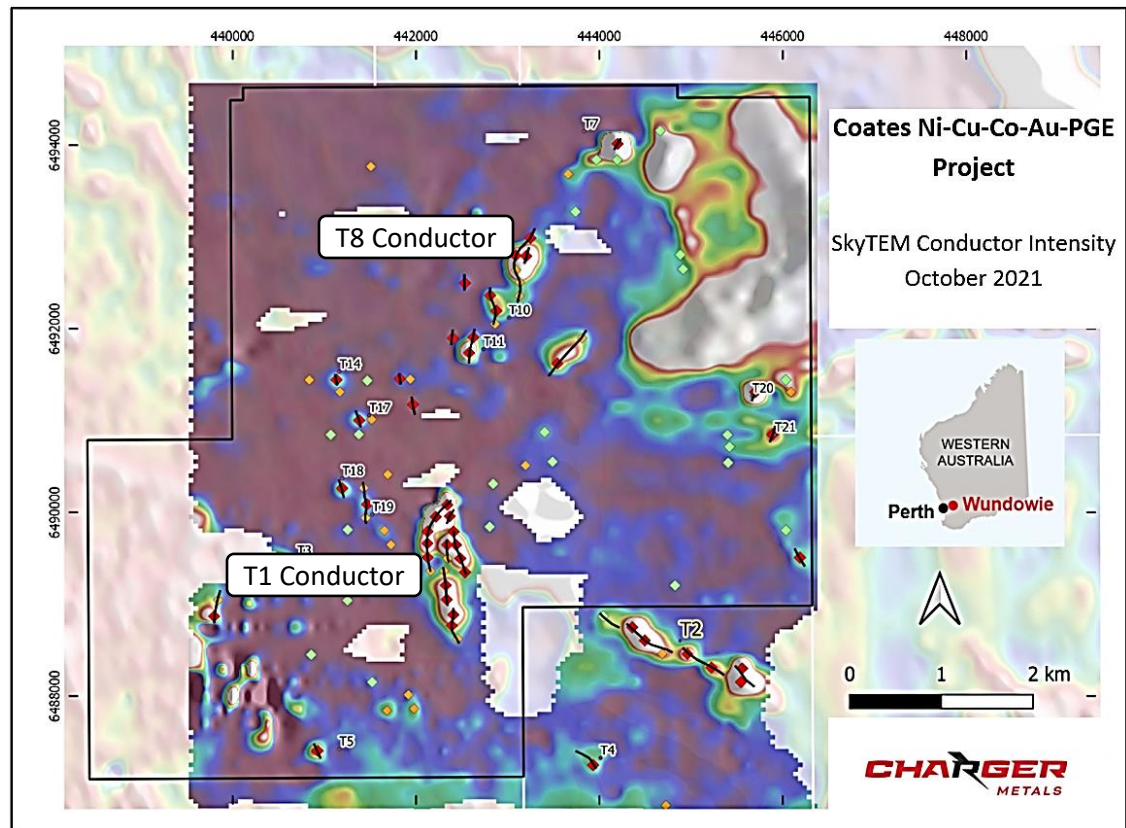 440000
442000
444000
446000
448000
6494000
6492000
6490000
6488000
T7
T8 Conductor
T10
T11
T14
T17
T18
T19
T20
T21
T3
T1 Conductor
T2
T5
T4
Coates Ni-Cu-Co-Au-PGE
Project
SkyTEM Conductor Intensity
October 2021
WESTERN
AUSTRALIA
Perth
Wundowie
0 1 2 km
CHARGER
METALS